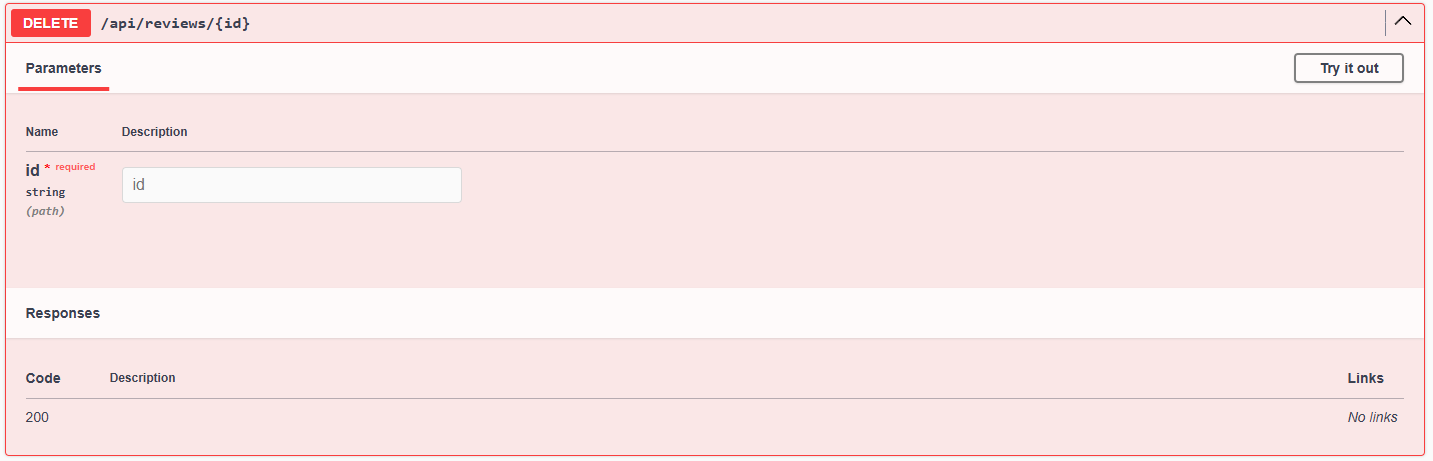 DELETE /api/reviews/{id}
Parameters Try it out
Name Description
id * required
string
(path)
id
Responses
Code Description Links
200 No links